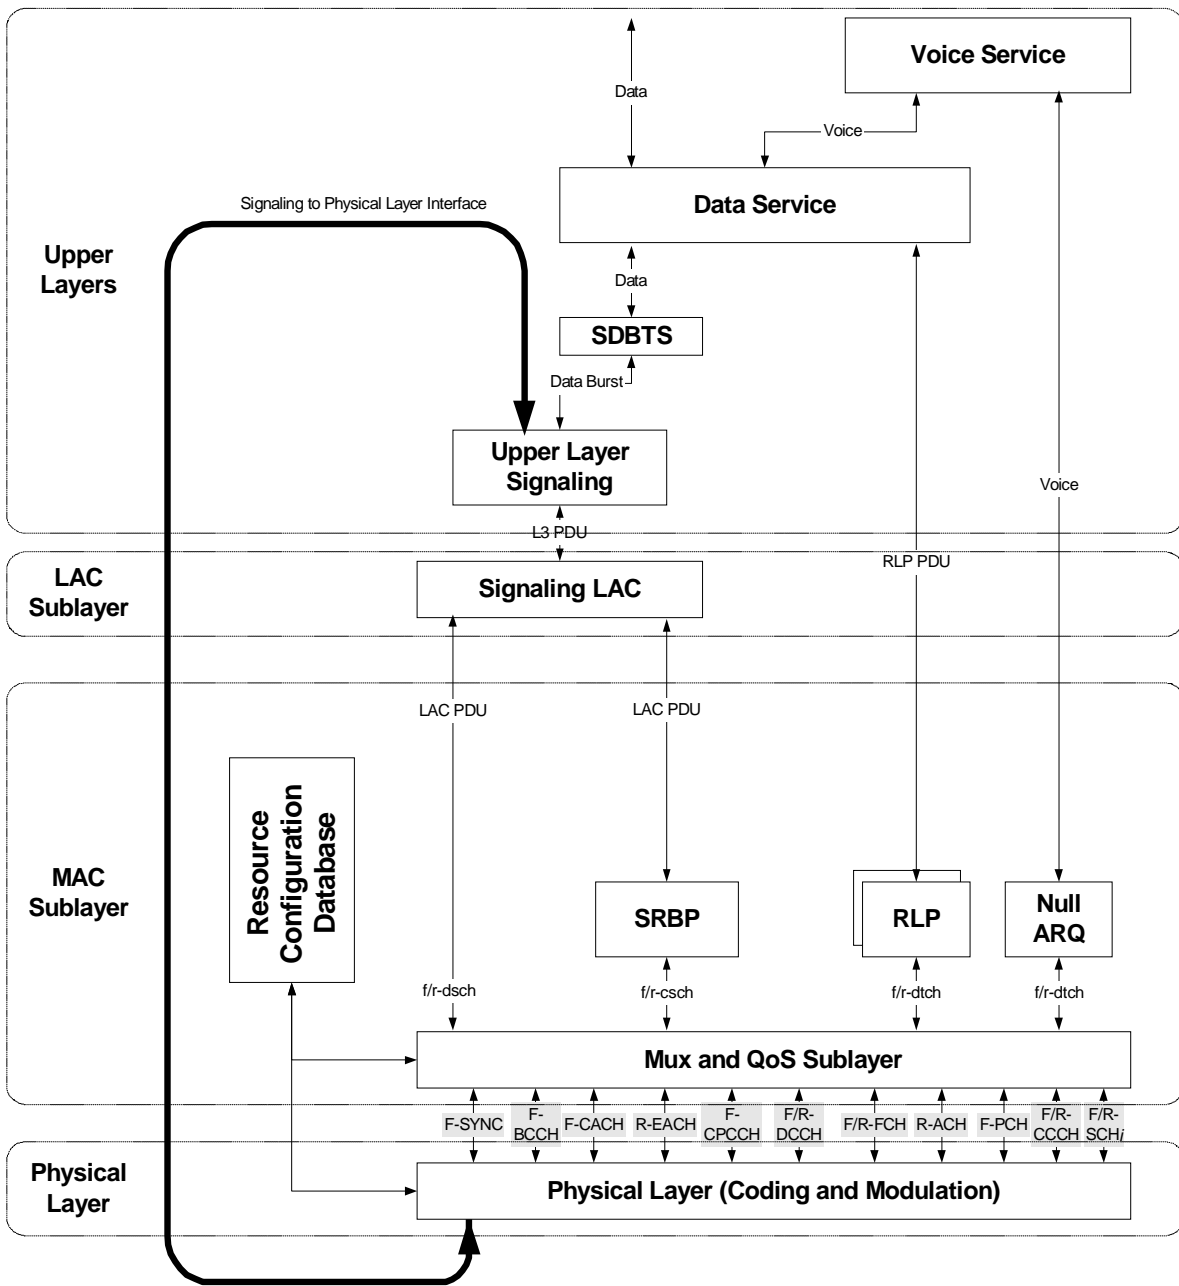 Voice Service
Data
Voice
Signaling to Physical Layer Interface
Data Service
Upper
Layers
Data
SDBTS
Data Burst
Upper Layer
Signaling
Voice
L3 PDU
RLP PDU
LAC
Sublayer
Signaling LAC
LAC PDU
LAC PDU
Resource
Configuration
Database
MAC
Sublayer
SRBP
RLP
Null
ARQ
f/r-dsch
f/r-csch
f/r-dtch
f/r-dtch
Mux and QoS Sublayer
F-SYNC
F-
BCCH
F-CACH
R-EACH
F-
CPCCH
F/R-
DCCH
F/R-FCH
R-ACH
F-PCH
F/R-
CCCH
F/R-
SCHi
Physical
Layer
Physical Layer (Coding and Modulation)